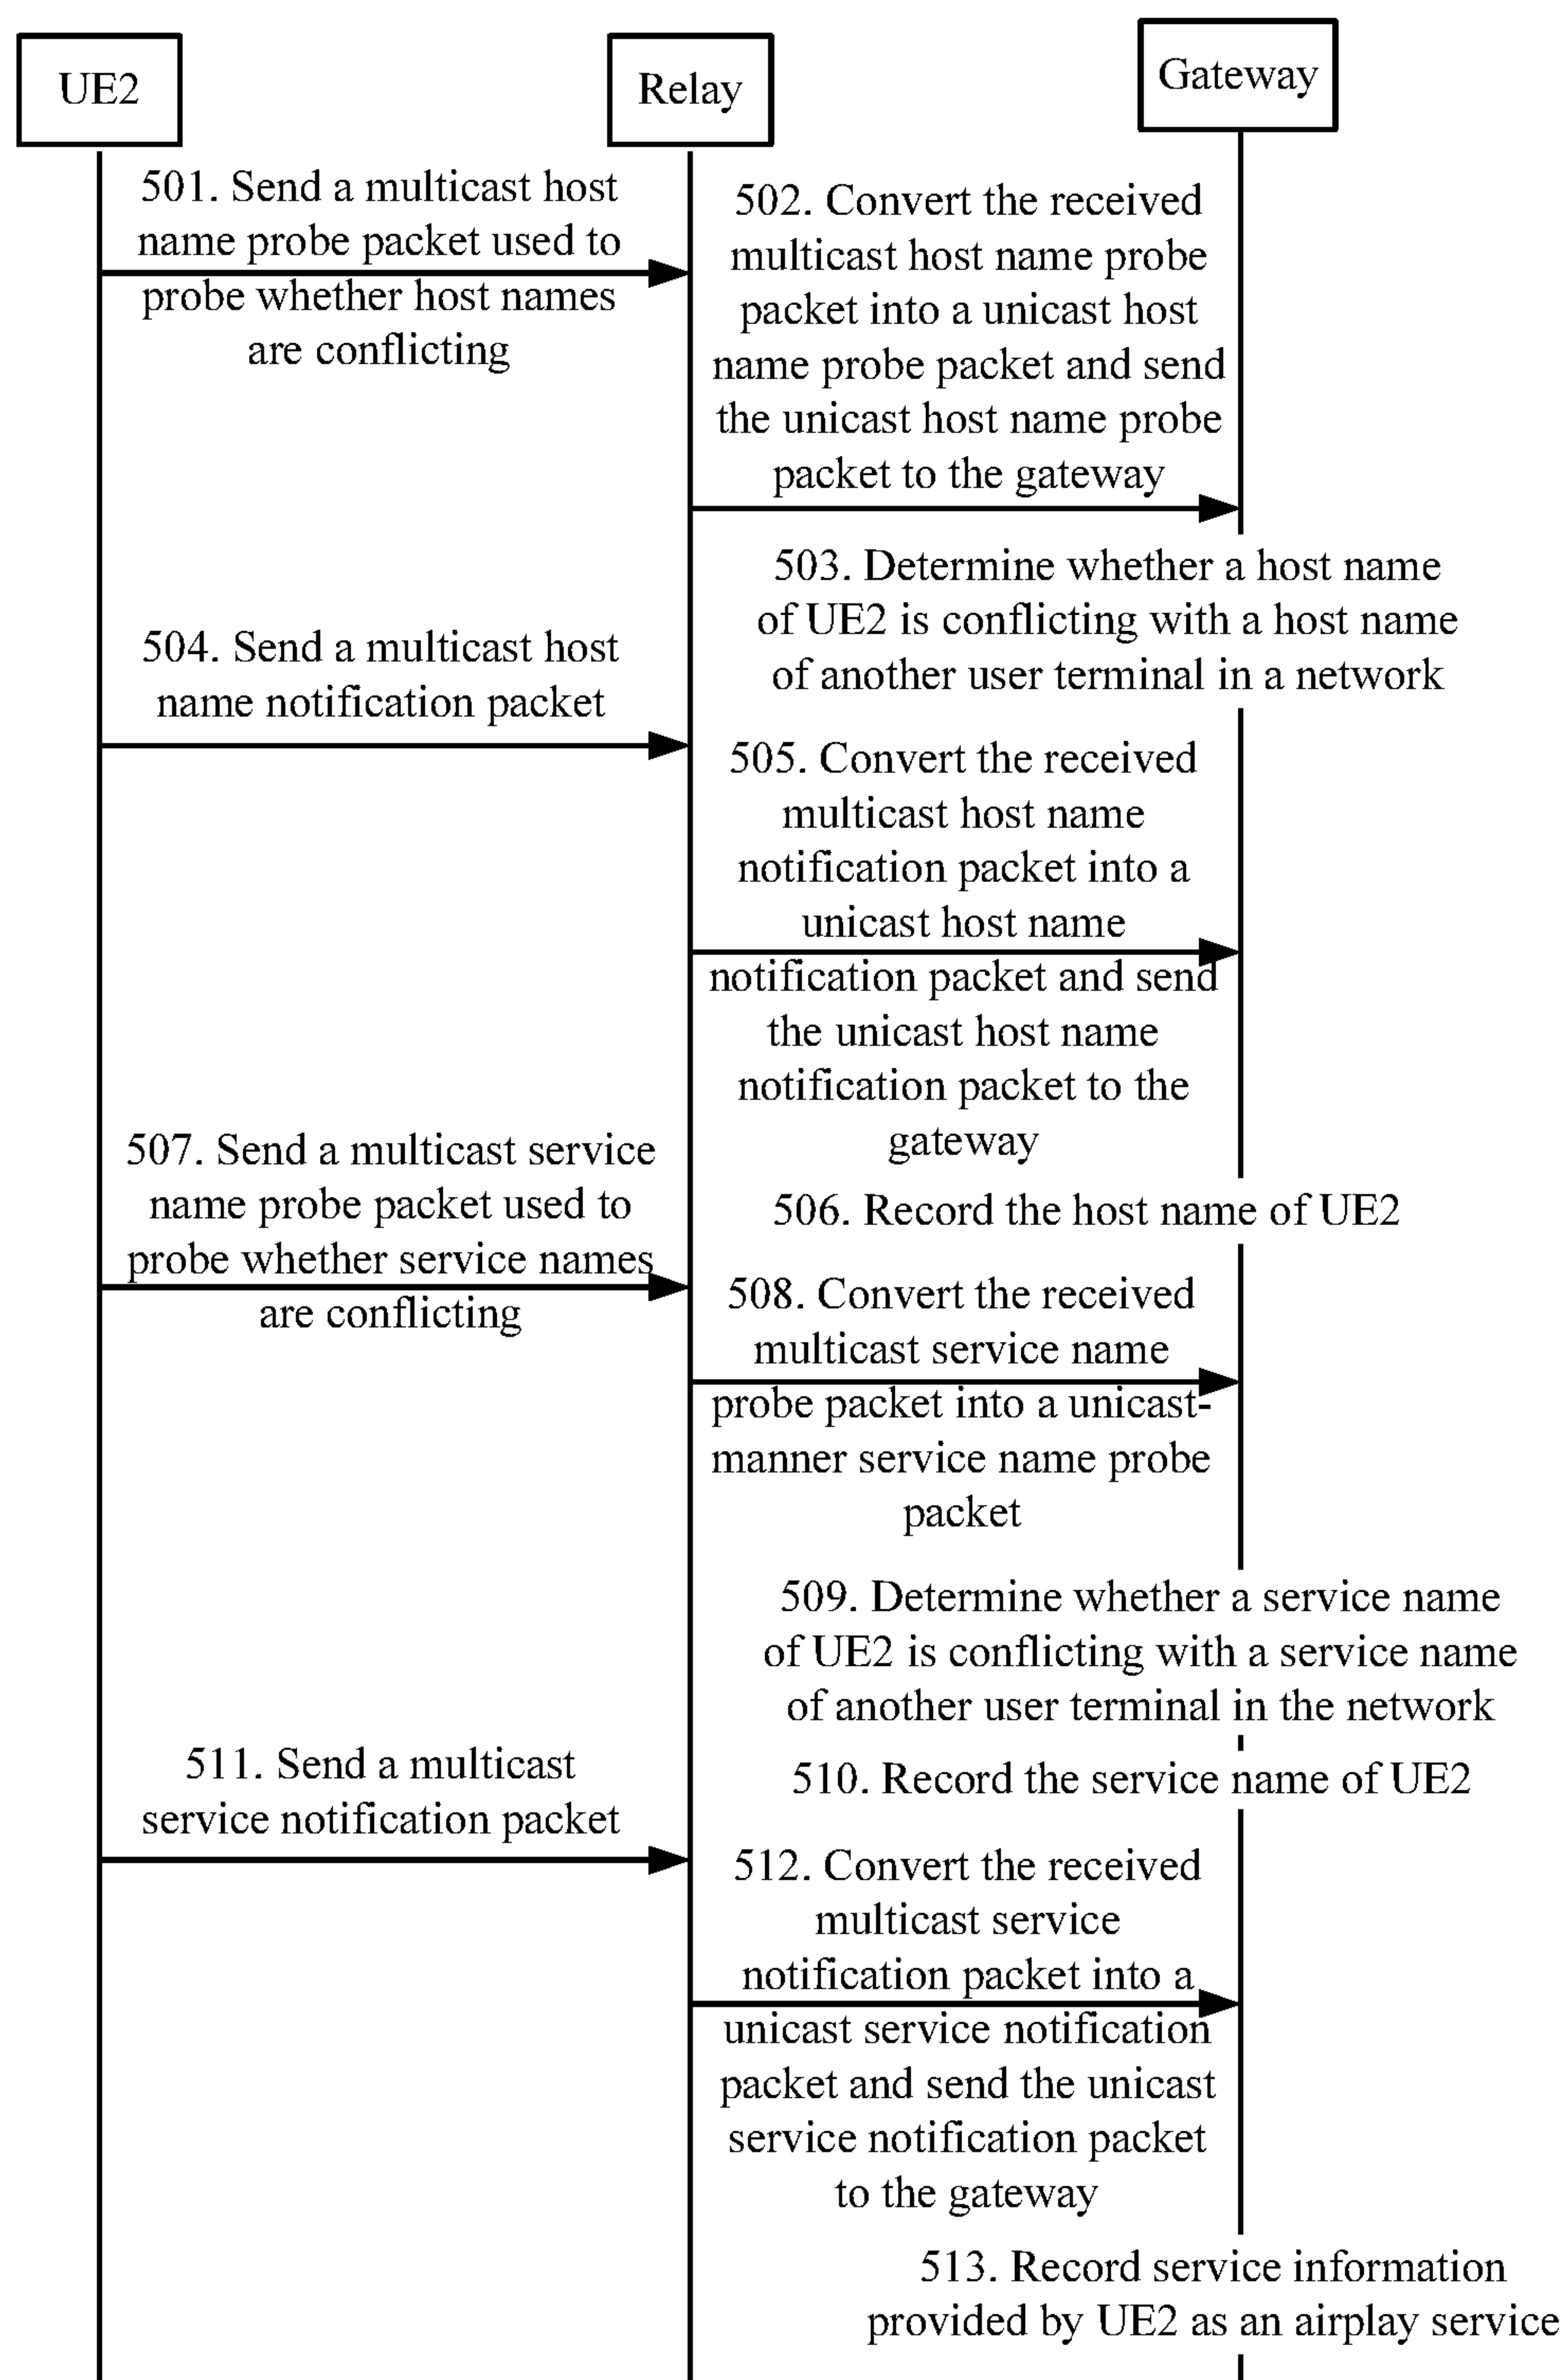 UE2
Relay
Gateway
501. Send a multicast host
name probe packet used to
probe whether host names
are conflicting
502. Convert the received
multicast host name probe
packet into a unicast host
name probe packet and send
the unicast host name probe
packet to the gateway
503. Determine whether a host name
of UE2 is conflicting with a host name
of another user terminal in a network
504. Send a multicast host
name notification packet
505. Convert the received
multicast host name
notification packet into a
unicast host name
notification packet and send
the unicast host name
notification packet to the
gateway
506. Record the host name of UE2
507. Send a multicast service
name probe packet used to
probe whether service names
are conflicting
508. Convert the received
multicast service name
probe packet into a unicast-
manner service name probe
packet
509. Determine whether a service name
of UE2 is conflicting with a service name
of another user terminal in the network
510. Record the service name of UE2
511. Send a multicast
service notification packet
512. Convert the received
multicast service
notification packet into a
unicast service notification
packet and send the unicast
service notification packet
to the gateway
513. Record service information
provided by UE2 as an airplay service